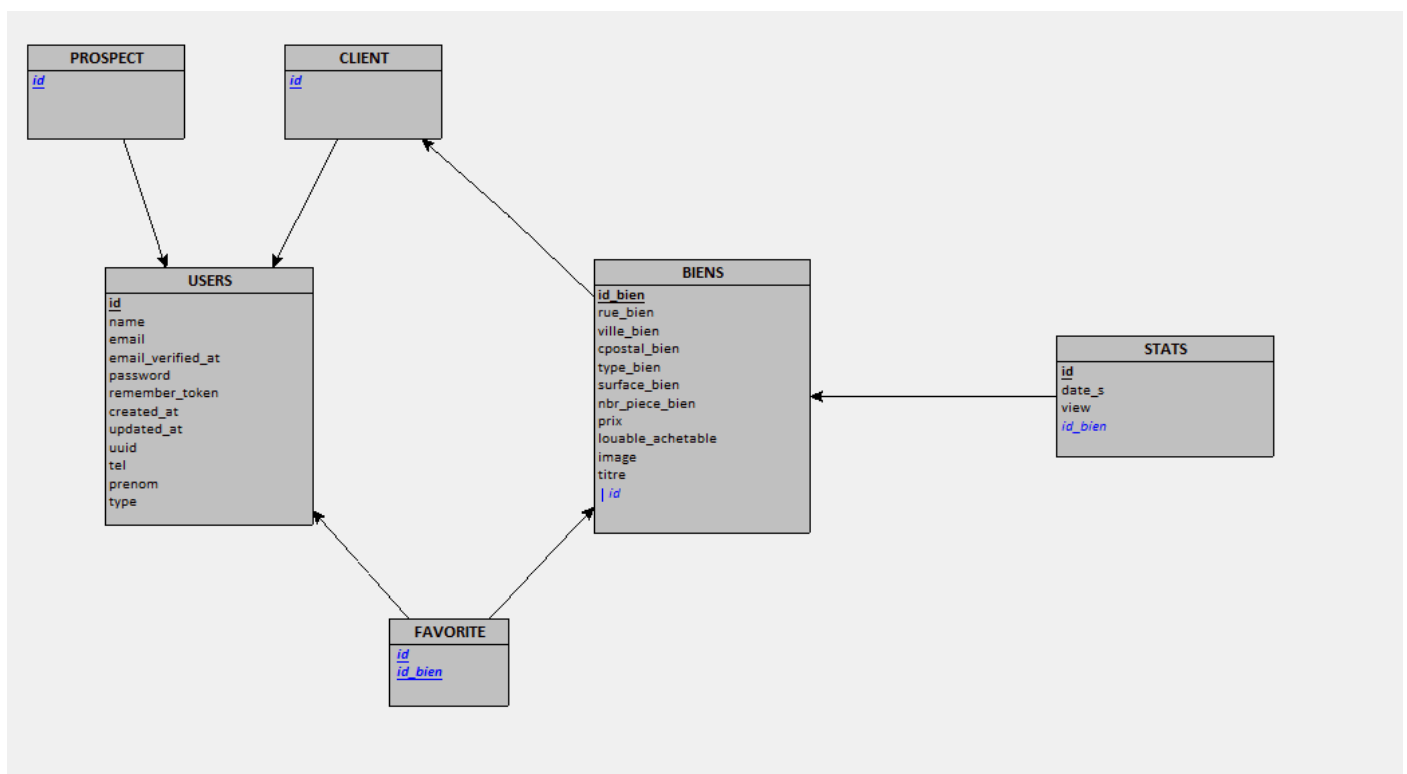 PROSPECT
id
CLIENT
id
USERS
id
name
email
email_verified_at
password
remember_token
created_at
updated_at
uuid
tel
prenom
type
BIENS
id_bien
rue_bien
ville_bien
cpostal_bien
type_bien
surface_bien
nbr_piece_bien
prix
louable_achetable
image
titre
| id
STATS
id
date_s
view
id_bien
FAVORITE
id
id_bien